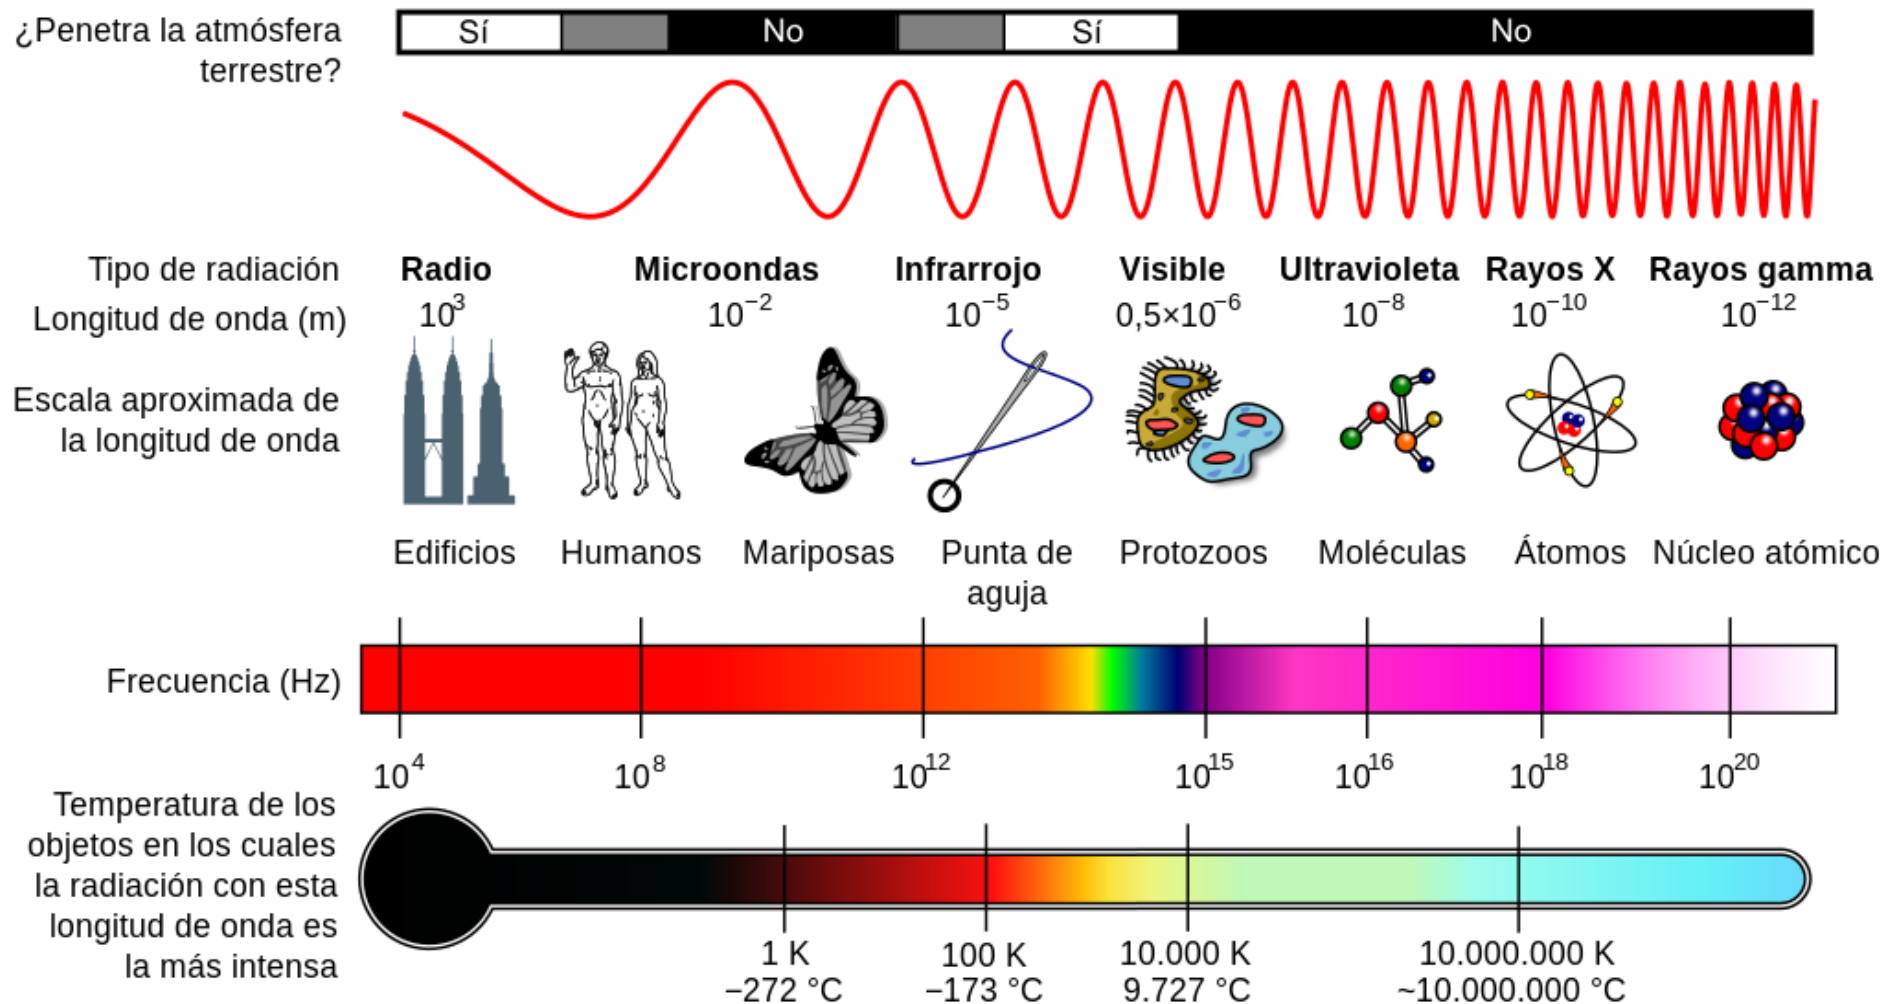 ¿Penetra la atmósfera
terrestre?
Sí No Sí No
Tipo de radiación Radio Microondas Infrarrojo Visible Ultravioleta Rayos X Rayos gamma
Longitud de onda (m) 10³ 10⁻² 10⁻⁵ 0,5×10⁻⁶ 10⁻⁸ 10⁻¹⁰ 10⁻¹²
Escala aproximada de
la longitud de onda
Edificios Humanos Mariposas Punta de Protozoos Moléculas Átomos Núcleo atómico
aguja
Frecuencia (Hz)
10⁴ 10⁸ 10¹² 10¹⁵ 10¹⁶ 10¹⁸ 10²⁰
Temperatura de los
objetos en los cuales
la radiación con esta
longitud de onda es
la más intensa
1 K 100 K 10.000 K 10.000.000 K
−272 °C −173 °C 9.727 °C ~10.000.000 °C